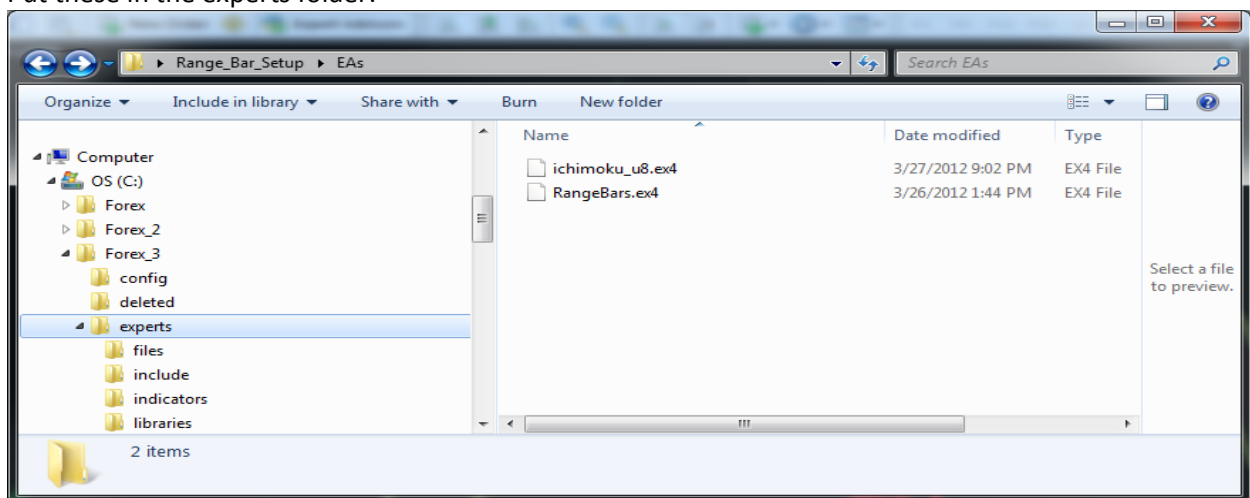 Put these in the experts folder.
Range_Bar_Setup EAs
Search EAs
Organize Include in library Share with Burn New folder
Name Date modified Type
Computer
OS (C:)
Forex
Forex_2
Forex_3
config
deleted
experts
files
include
indicators
libraries
ichimoku_u8.ex4 3/27/2012 9:02 PM EX4 File
RangeBars.ex4 3/26/2012 1:44 PM EX4 File
Select a file
to preview.
2 items